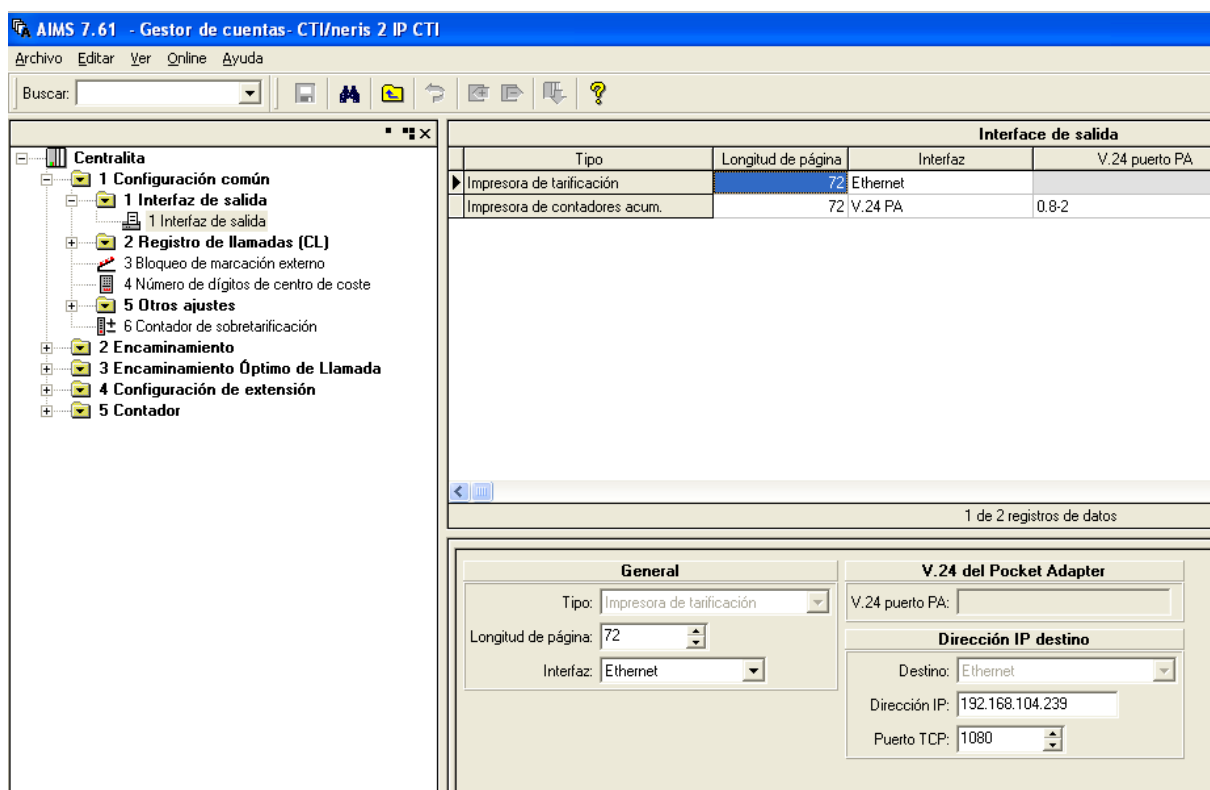 AIMS 7.61 - Gestor de cuentas- CTI/neris 2 IP CTI
Archivo Editar Ver Online Ayuda
Buscar:
Centralita
1 Configuración común
1 Interfaz de salida
1 Interfaz de salida
2 Registro de llamadas (CL)
3 Bloqueo de marcación externo
4 Número de dígitos de centro de coste
5 Otros ajustes
6 Contador de sobretarificación
2 Encaminamiento
3 Encaminamiento Óptimo de Llamada
4 Configuración de extensión
5 Contador
Interface de salida
Tipo Longitud de página Interfaz V.24 puerto PA
Impresora de tarificación 72 Ethernet
Impresora de contadores acum. 72 V.24 PA 0.8-2
1 de 2 registros de datos
General
Tipo: Impresora de tarificación
Longitud de página: 72
Interfaz: Ethernet
V.24 del Pocket Adapter
V.24 puerto PA:
Dirección IP destino
Destino: Ethernet
Dirección IP: 192.168.104.239
Puerto TCP: 1080